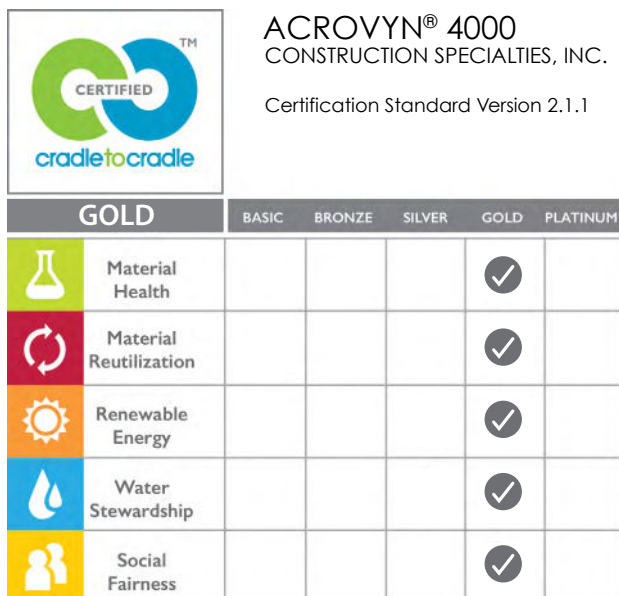 TM
CERTIFIED
cradletocradle
ACROVYN® 4000
CONSTRUCTION SPECIALTIES, INC.
Certification Standard Version 2.1.1
GOLD BASIC BRONZE SILVER GOLD PLATINUM
Material
Health
Material
Reutilization
Renewable
Energy
Water
Stewardship
Social
Fairness